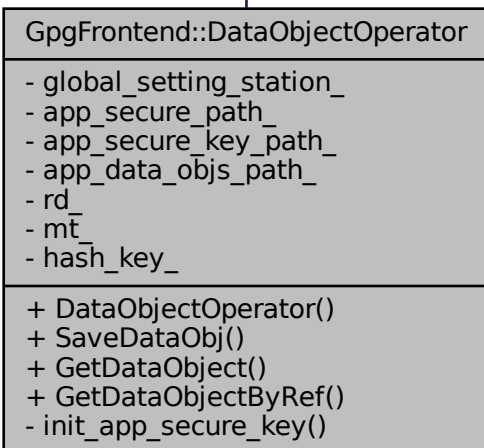 GpgFrontend::DataObjectOperator
- global_setting_station_
- app_secure_path_
- app_secure_key_path_
- app_data_objs_path_
- rd_
- mt_
- hash_key_
+ DataObjectOperator()
+ SaveDataObj()
+ GetDataObject()
+ GetDataObjectByRef()
- init_app_secure_key()